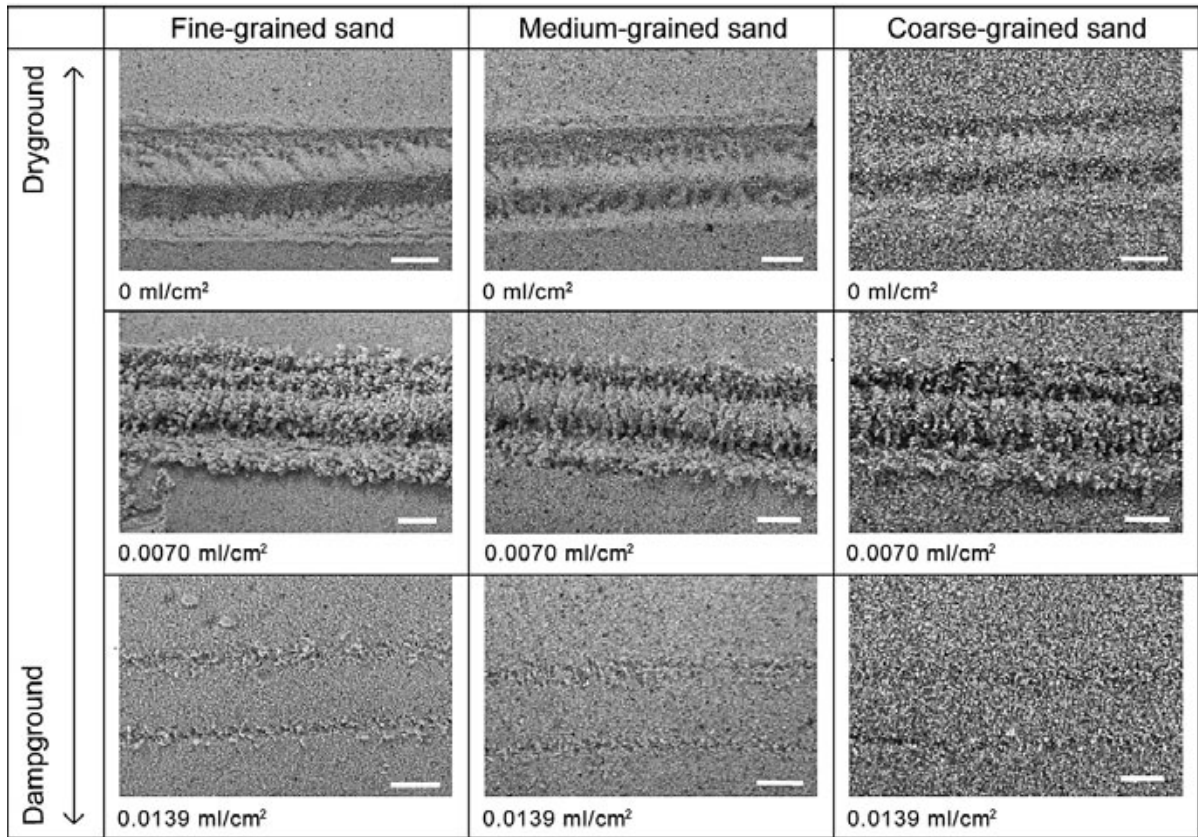 Fine-grained sand Medium-grained sand Coarse-grained sand
Dryground
0 ml/cm² 0 ml/cm² 0 ml/cm²
0.0070 ml/cm² 0.0070 ml/cm² 0.0070 ml/cm²
Dampground
0.0139 ml/cm² 0.0139 ml/cm² 0.0139 ml/cm²